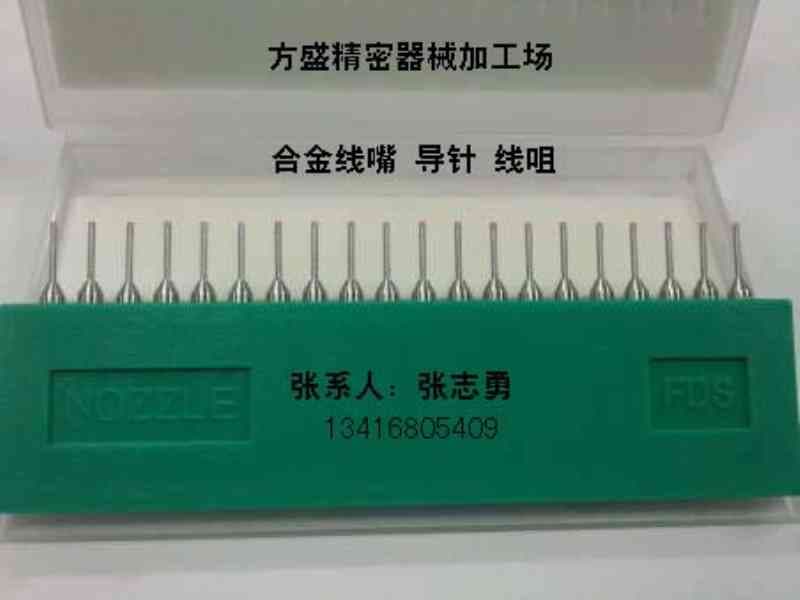 方盛精密器械加工场
合金线嘴 导针 线咀
张系人：张志勇
13416805409
NOZZLE
FDS